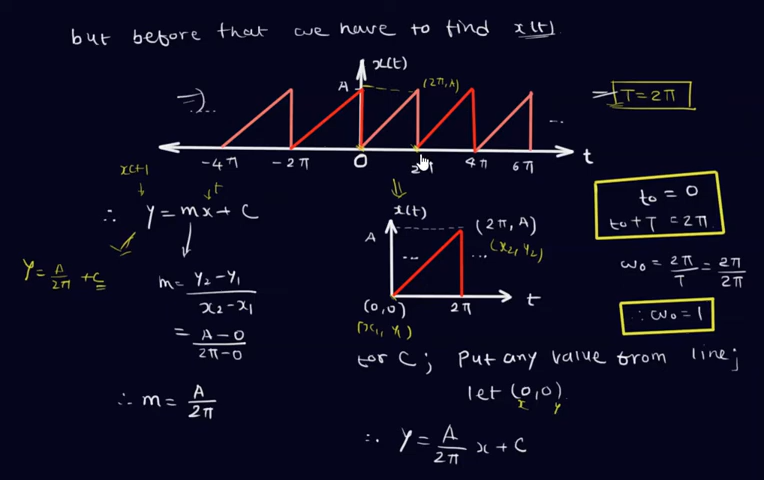 but before that we have to find x(t).
x(t)
A
(2π, A)
⇒)
....
...
⇒ T = 2π
-4π -2π 0 2π 4π 6π t
x(t) t
∴ y = mx + c
y = A/2π + c
m = y2 - y1 / x2 - x1
= A - 0 / 2π - 0
∴ m = A/2π
x(t)
A
(2π, A)
(x2, y2)
... ...
(0,0) 2π t
(x1, y1)
t0 = 0
t0 + T = 2π
ω0 = 2π/T = 2π/2π
∴ ω0 = 1
for C; Put any value from line;
let (0,0)
x y
∴ y = A/2π x + c